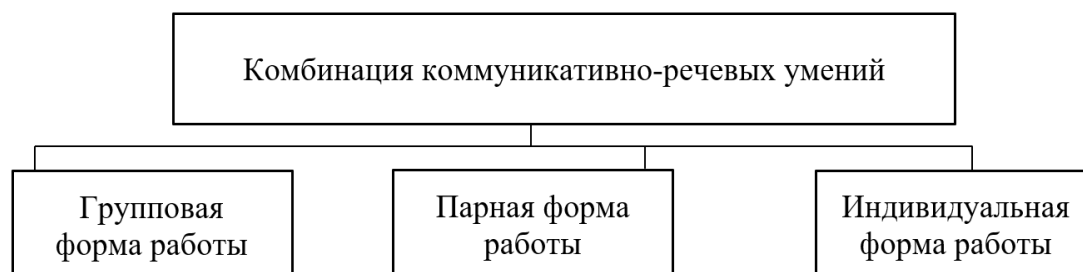 Комбинация коммуникативно-речевых умений
Групповая
форма работы
Парная форма
работы
Индивидуальная
форма работы